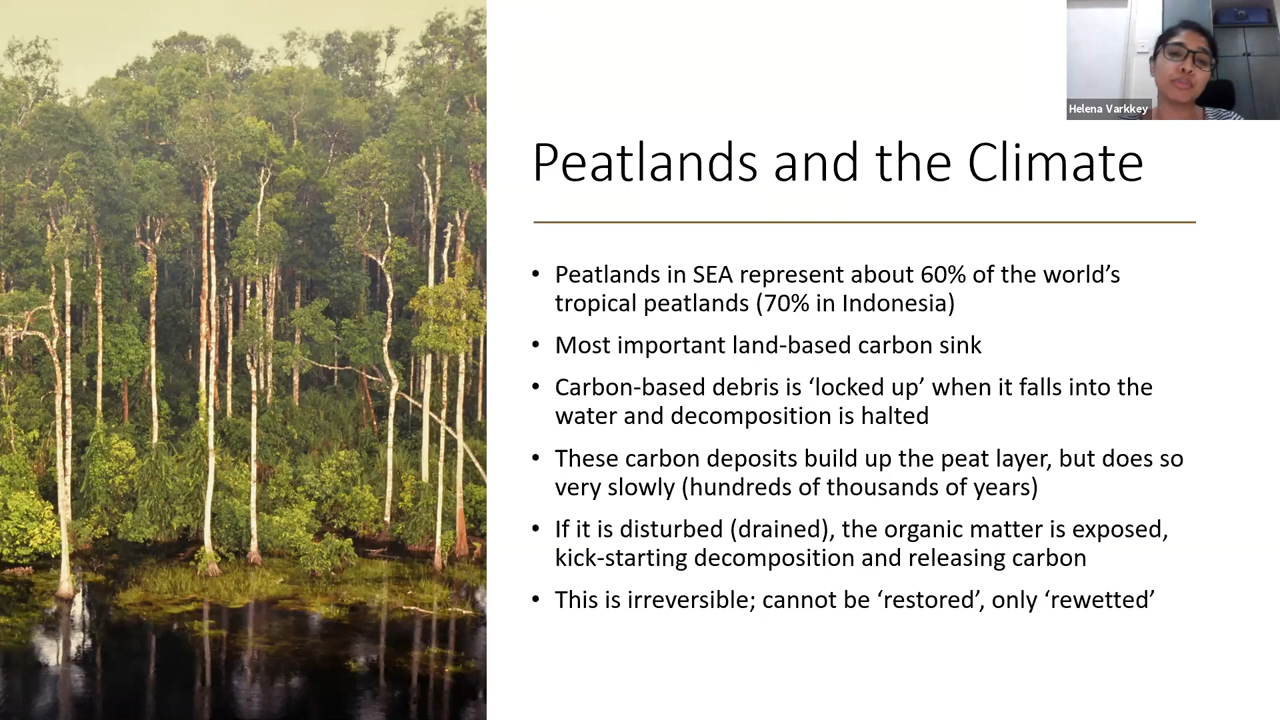 Helena Varkkey
Peatlands and the Climate
• Peatlands in SEA represent about 60% of the world’s
tropical peatlands (70% in Indonesia)
• Most important land-based carbon sink
• Carbon-based debris is ‘locked up’ when it falls into the
water and decomposition is halted
• These carbon deposits build up the peat layer, but does so
very slowly (hundreds of thousands of years)
• If it is disturbed (drained), the organic matter is exposed,
kick-starting decomposition and releasing carbon
• This is irreversible; cannot be ‘restored’, only ‘rewetted’